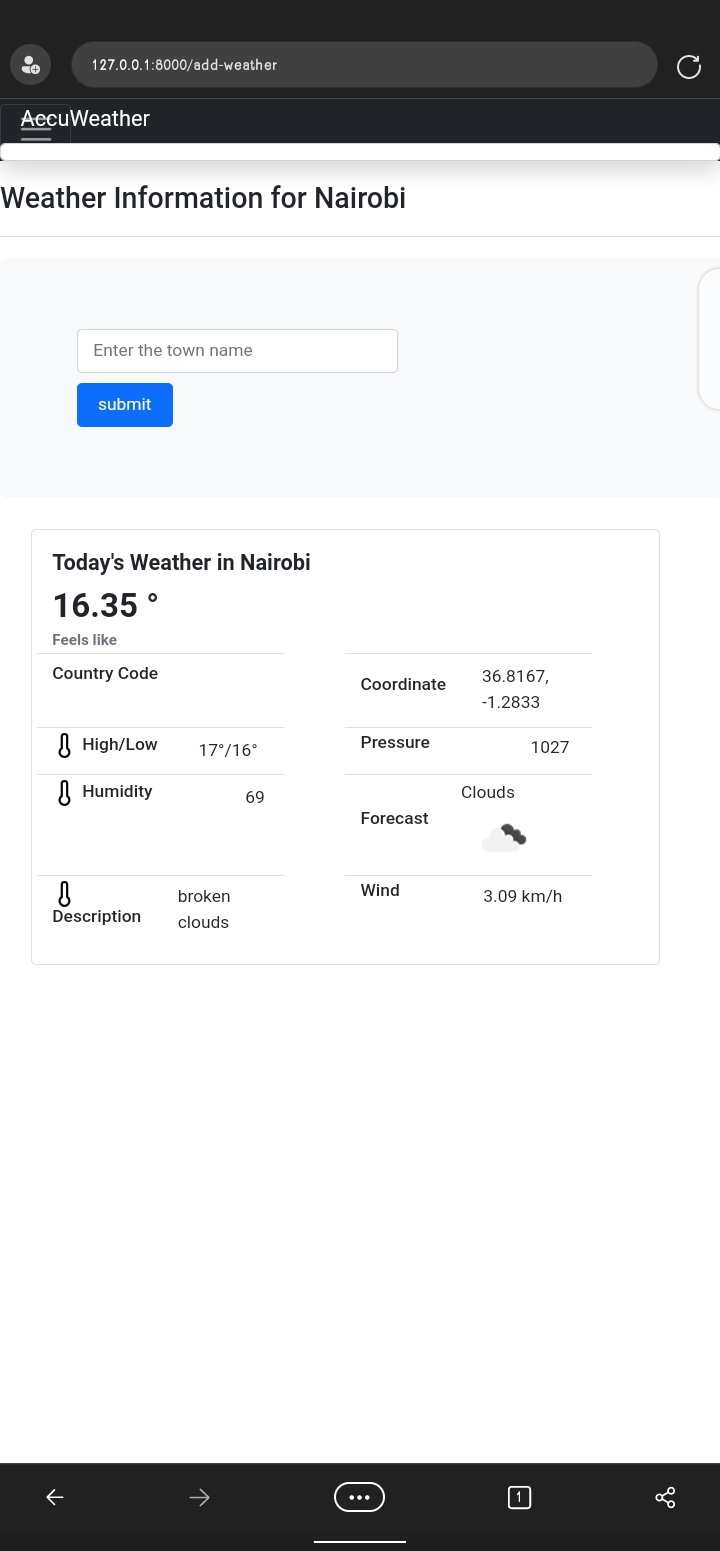 127.0.0.1:8000/add-weather
AccuWeather
Weather Information for Nairobi
Enter the town name
submit
Today's Weather in Nairobi
16.35 °
Feels like
Country Code
Coordinate
36.8167,
-1.2833
High/Low
17°/16°
Pressure
1027
Humidity
69
Clouds
Forecast
Description
broken
clouds
Wind
3.09 km/h
1